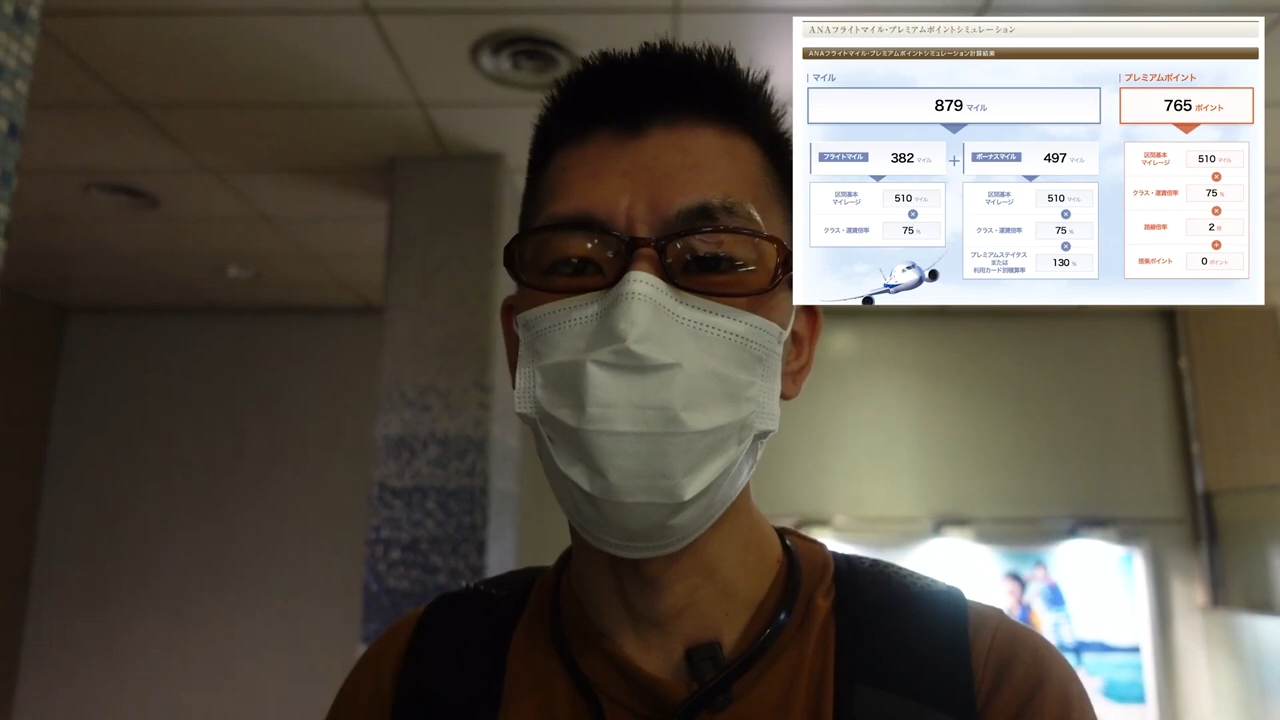 ANAフライトマイル・プレミアムポイントシミュレーション
ANAフライトマイル・プレミアムポイントシミュレーション計算結果
マイル
879 マイル
フライトマイル 382 マイル
+
ボーナスマイル 497 マイル
区間基本
マイレージ
510 マイル
×
クラス・運賃倍率 75 %
区間基本
マイレージ
510 マイル
×
クラス・運賃倍率 75 %
×
プレミアムステイタス
または
利用カード別積算率
130 %
プレミアムポイント
765 ポイント
区間基本
マイレージ
510 マイル
×
クラス・運賃倍率 75 %
×
路線倍率 2 倍
+
搭乗ポイント 0 ポイント